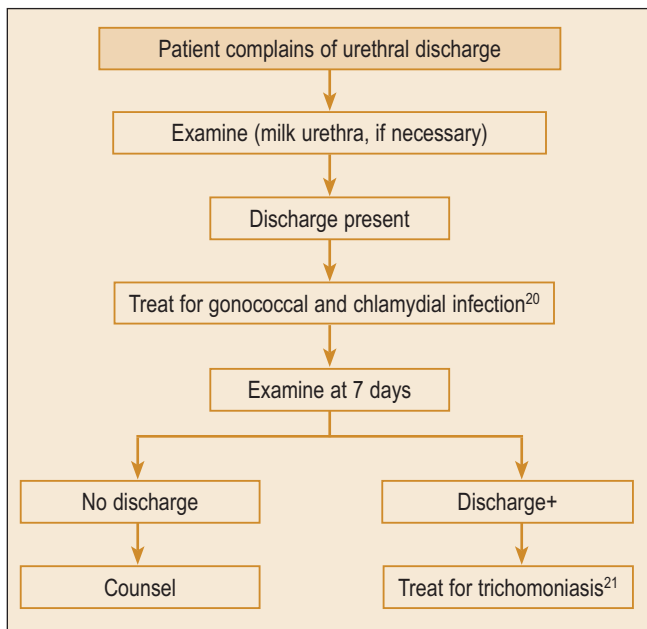 Patient complains of urethral discharge
Examine (milk urethra, if necessary)
Discharge present
Treat for gonococcal and chlamydial infection20
Examine at 7 days
No discharge
Discharge+
Counsel
Treat for trichomoniasis21